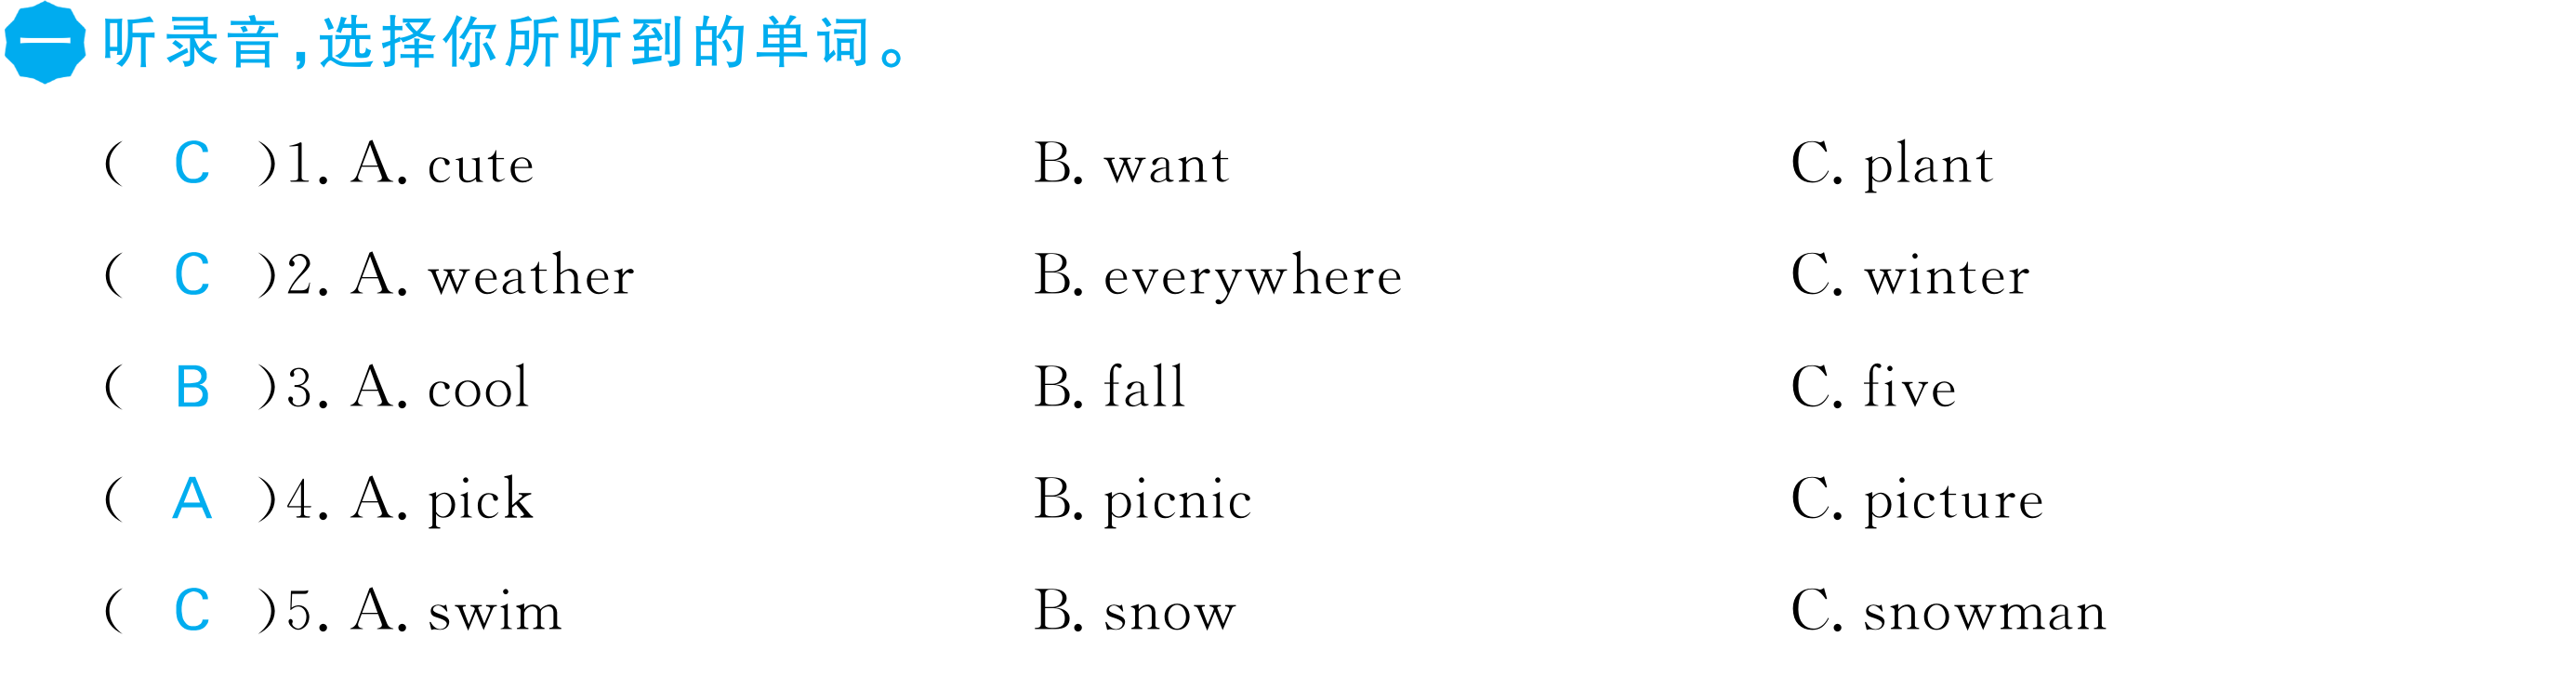 一 听录音,选择你所听到的单词。
( C )1. A. cute B. want C. plant
( C )2. A. weather B. everywhere C. winter
( B )3. A. cool B. fall C. five
( A )4. A. pick B. picnic C. picture
( C )5. A. swim B. snow C. snowman